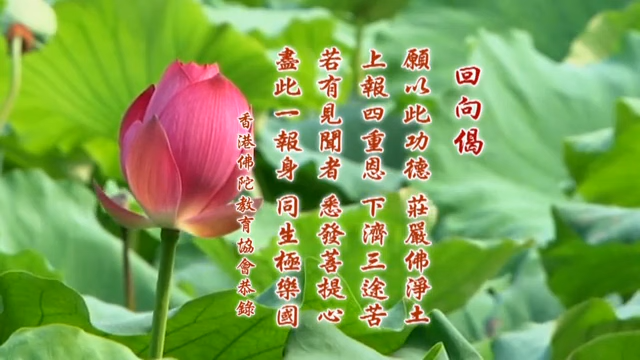 回向偈
願以此功德 莊嚴佛淨土
上報四重恩 下濟三途苦
若有見聞者 悉發菩提心
盡此一報身 同生極樂國
香港佛陀教育協會恭錄